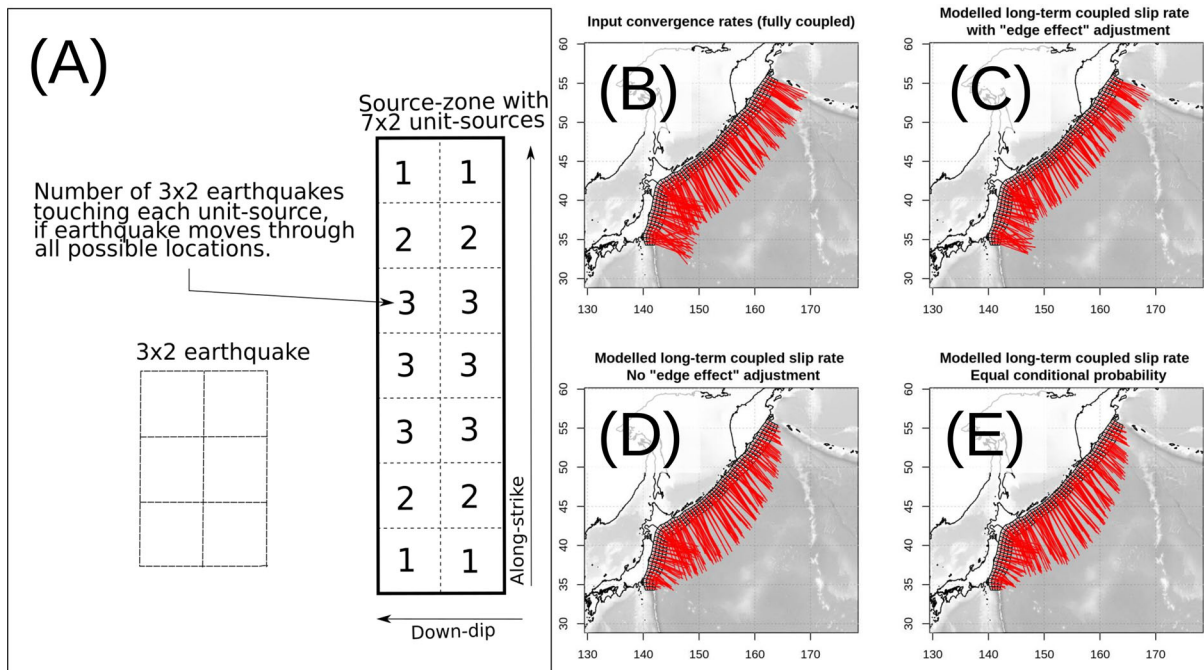 (A)
Source-zone with
7x2 unit-sources
Number of 3x2 earthquakes
touching each unit-source,
if earthquake moves through
all possible locations.
1 1
2 2
3 3
3 3
3 3
2 2
1 1
3x2 earthquake
Along-strike
Down-dip
Input convergence rates (fully coupled)
(B)
60
55
50
45
40
35
30
130 140 150 160 170
Modelled long-term coupled slip rate
with "edge effect" adjustment
(C)
60
55
50
45
40
35
30
130 140 150 160 170
Modelled long-term coupled slip rate
No "edge effect" adjustment
(D)
60
55
50
45
40
35
30
130 140 150 160 170
Modelled long-term coupled slip rate
Equal conditional probability
(E)
60
55
50
45
40
35
30
130 140 150 160 170